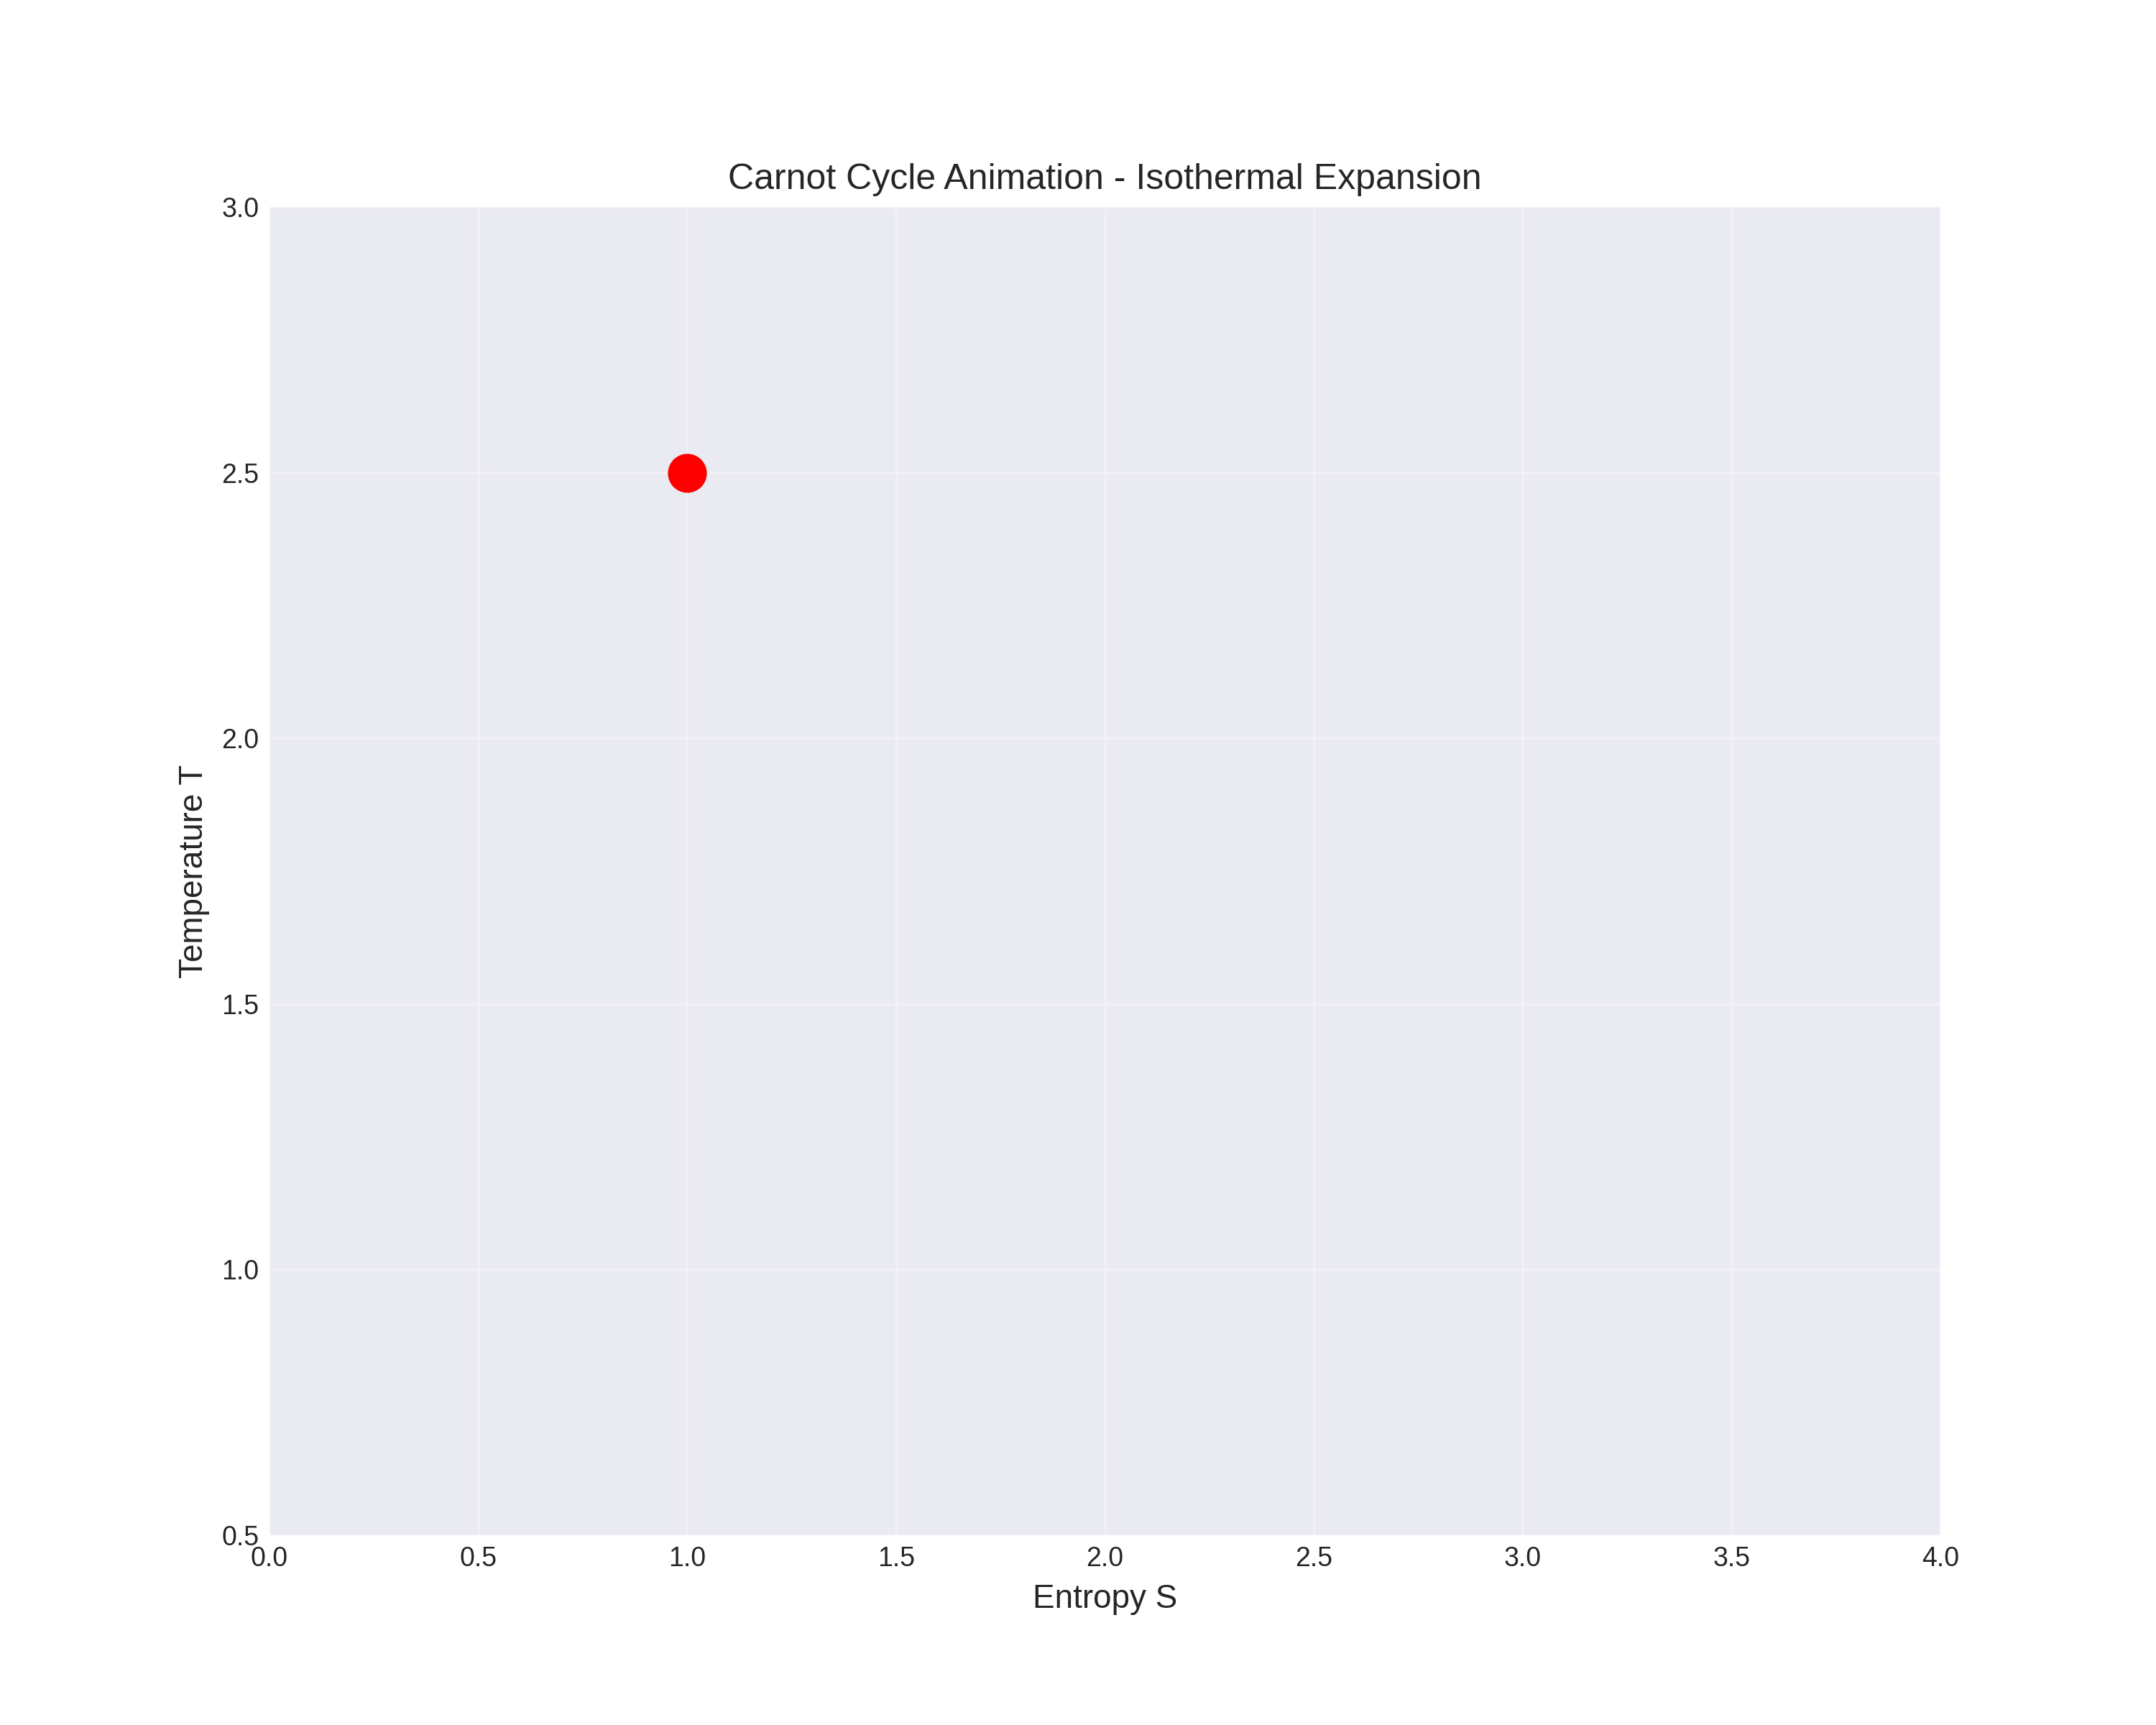 Carnot Cycle Animation - Isothermal Expansion
3.0
2.5
2.0
1.5
1.0
0.5
Temperature T
0.0 0.5 1.0 1.5 2.0 2.5 3.0 3.5 4.0
Entropy S